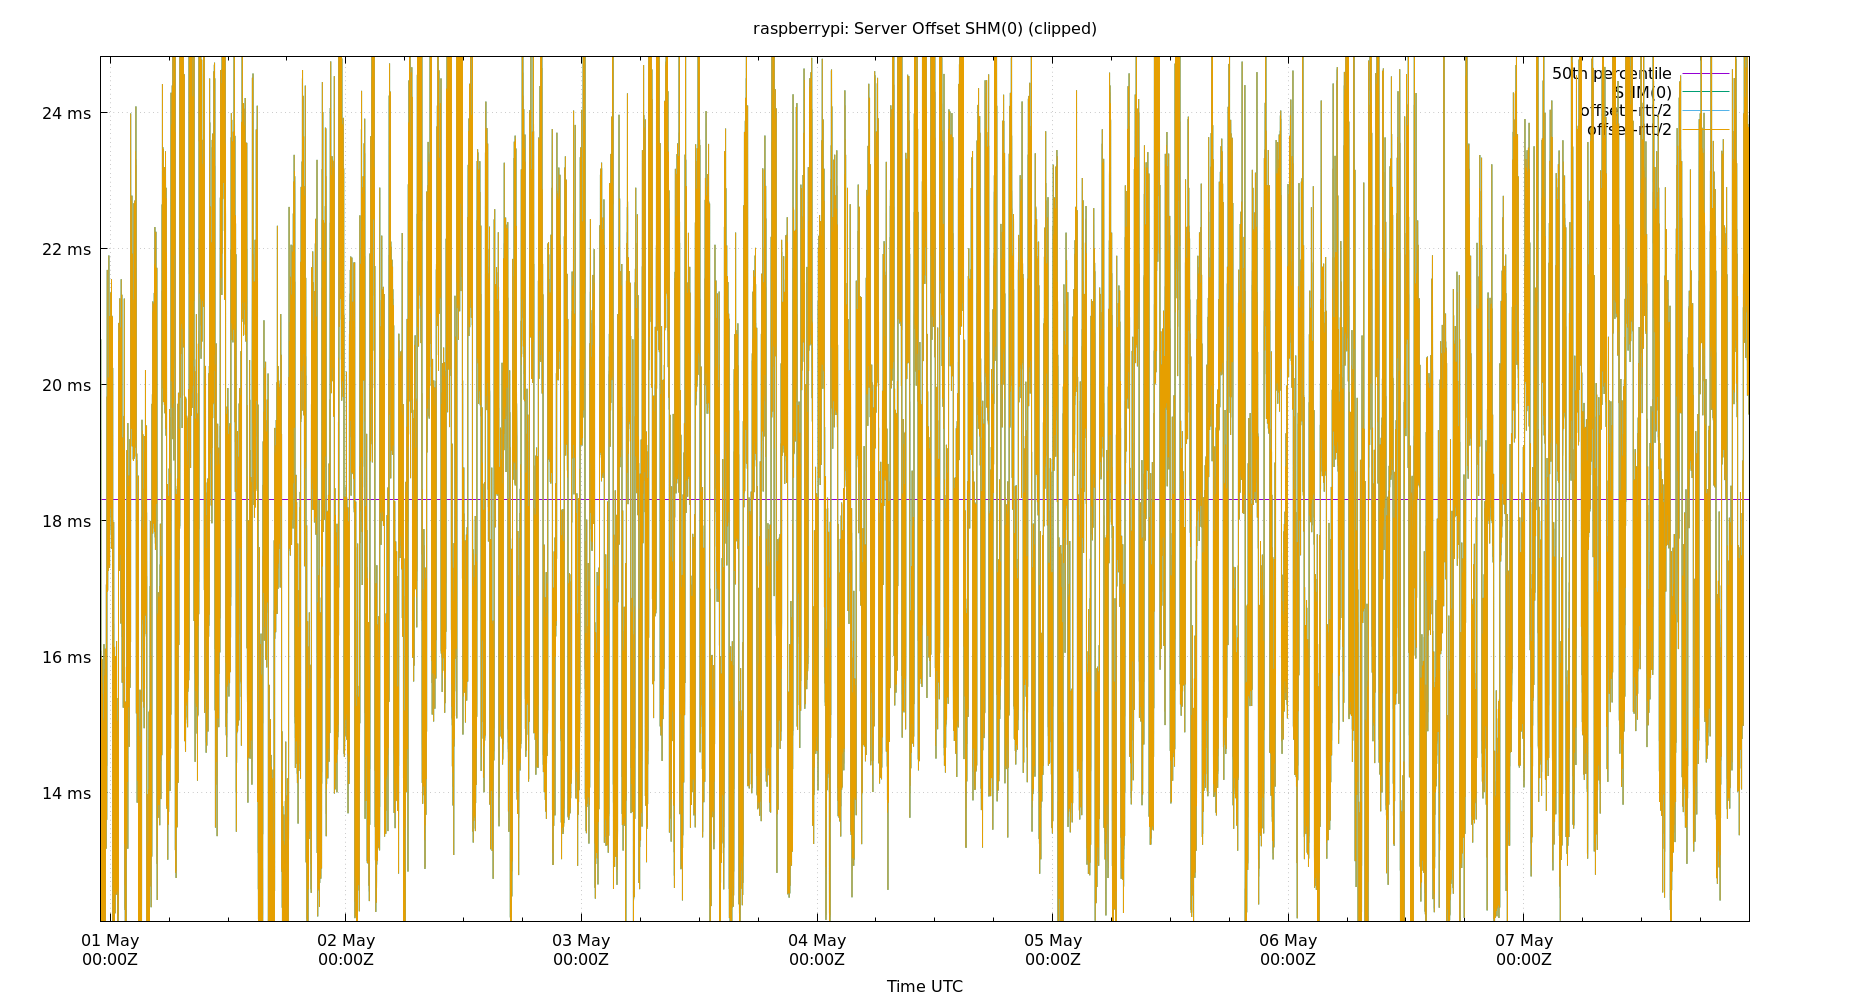 raspberrypi: Server Offset SHM(0) (clipped)
50th percentile
SHM(0)
offset+rtt/2
offset-rtt/2
24 ms
22 ms
20 ms
18 ms
16 ms
14 ms
01 May 02 May 03 May 04 May 05 May 06 May 07 May
00:00Z 00:00Z 00:00Z 00:00Z 00:00Z 00:00Z 00:00Z
Time UTC